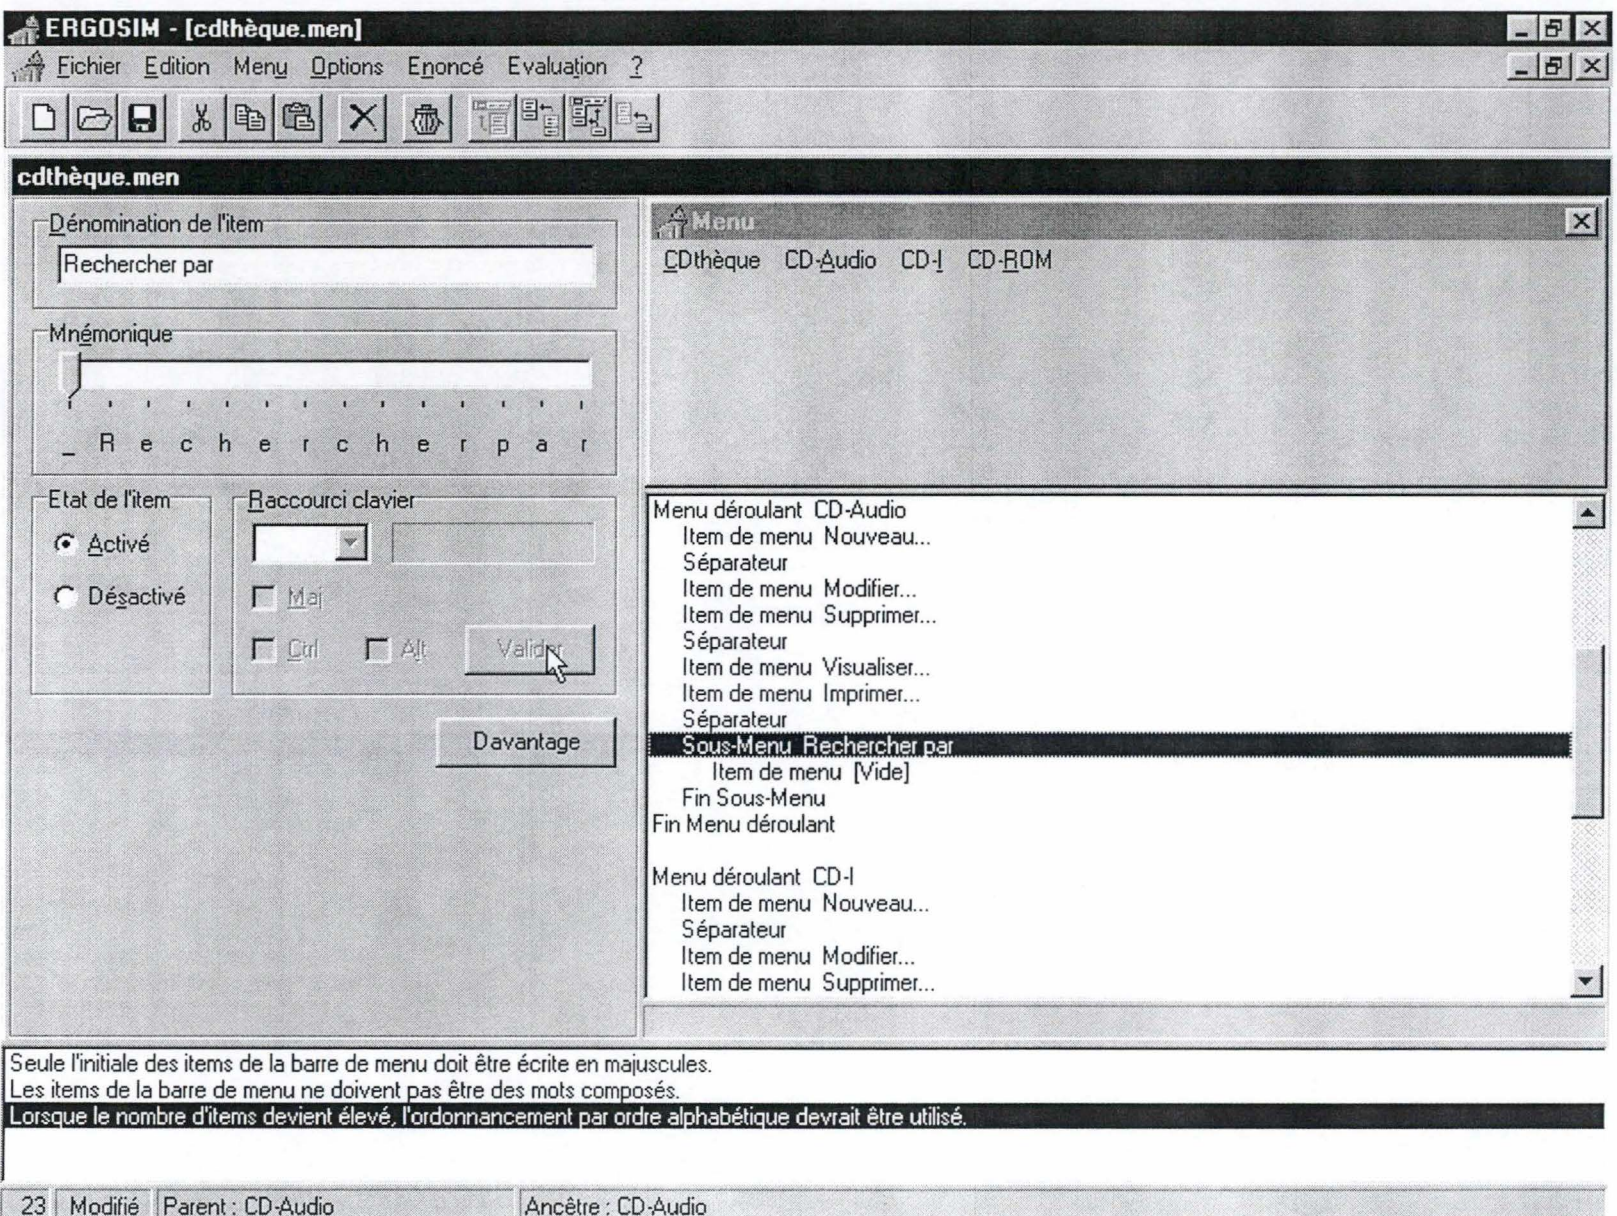 ERGOSIM - [cdthèque.men]
Fichier Edition Menu Options Enoncé Evaluation ?
cdthèque.men
Dénomination de l'item
Rechercher par
Mnémonique
_ R e c h e r c h e r p a r
Etat de l'item
Activé
Désactivé
Raccourci clavier
Maj
Ctrl Alt Valider
Davantage
Menu
CDthèque CD-Audio CD-I CD-ROM
Menu déroulant CD-Audio
Item de menu Nouveau...
Séparateur
Item de menu Modifier...
Item de menu Supprimer...
Séparateur
Item de menu Visualiser...
Item de menu Imprimer...
Séparateur
Sous-Menu Rechercher par
Item de menu [Vide]
Fin Sous-Menu
Fin Menu déroulant
Menu déroulant CD-I
Item de menu Nouveau...
Séparateur
Item de menu Modifier...
Item de menu Supprimer...
Seule l'initiale des items de la barre de menu doit être écrite en majuscules.
Les items de la barre de menu ne doivent pas être des mots composés.
Lorsque le nombre d'items devient élevé, l'ordonnancement par ordre alphabétique devrait être utilisé.
23 Modifié Parent : CD-Audio Ancêtre : CD-Audio